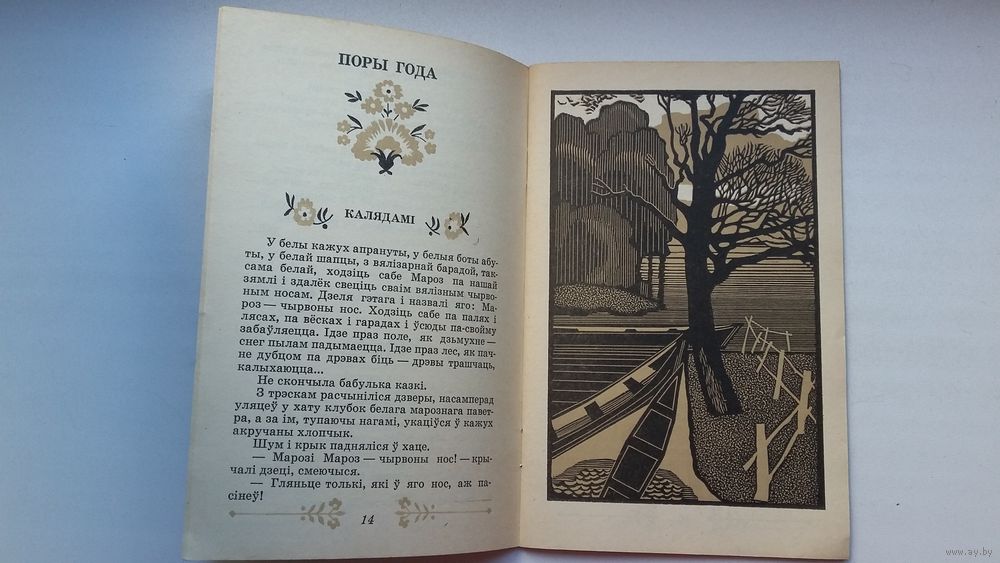 ПОРЫ ГОДА
КАЛЯДАМІ
У белы кажух апрануты, у белыя боты абу-
ты, у белай шапцы, з вялізарнай барадой, так-
сама белай, ходзіць сабе Мароз па нашай
зямлі і здалёк свеціць сваім вялізным чырво-
ным носам. Дзеля гэтага і назвалі яго: Ма-
роз — чырвоны нос. Ходзіць сабе па палях і
лясах, па вёсках і гарадах і ўсюды па-свойму
забаўляецца. Ідзе праз поле, як дзьмухне —
снег пылам падымаецца. Ідзе праз лес, як пач-
не дубцом па дрэвах біць — дрэвы трашчаць,
калыхаюцца...
Не скончыла бабулька казкі.
З трэскам расчыніліся дзверы, насамперад
уляцеў у хату клубок белага марознага павет-
ра, а за ім, тупаючы нагамі, укаціўся ў кажух
акручаны хлопчык.
Шум і крык падняліся ў хаце.
— Марозі Мароз — чырвоны нос! — кры-
чалі дзеці, смеючыся.
— Гляньце толькі, які ў яго нос, аж па-
сінеў!
14
www.ay.by